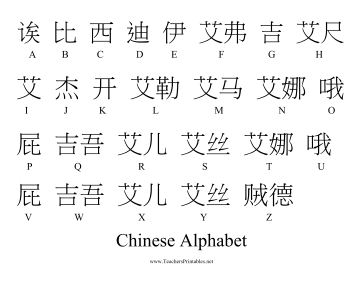 诶 比 西 迪 伊 艾弗 吉 艾尺
A B C D E F G H
艾 杰 开 艾勒 艾马 艾娜 哦
I J K L M N O
屁 吉吾 艾儿 艾丝 艾娜 哦
P Q R S T U
屁 吉吾 艾儿 艾丝 贼德
V W X Y Z
Chinese Alphabet
www.TeachersPrintables.net